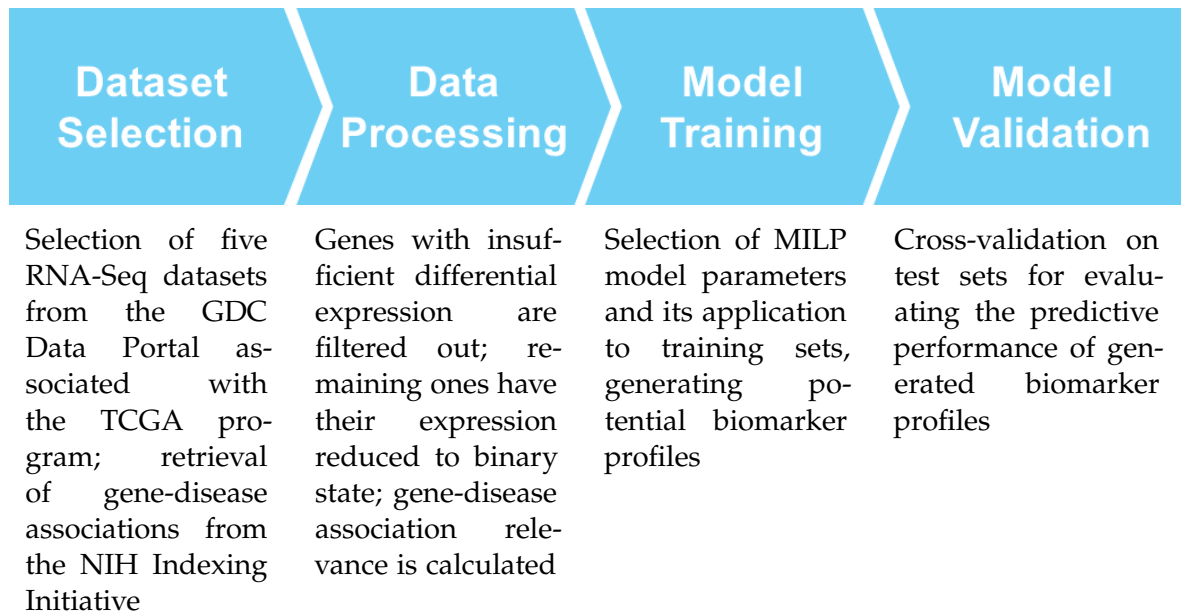 Dataset
Selection
Data
Processing
Model
Training
Model
Validation
Selection of five
RNA-Seq datasets
from the GDC
Data Portal as-
sociated with
the TCGA pro-
gram; retrieval
of gene-disease
associations from
the NIH Indexing
Initiative
Genes with insuf-
ficient differential
expression are
filtered out; re-
maining ones have
their expression
reduced to binary
state; gene-disease
association rele-
vance is calculated
Selection of MILP
model parameters
and its application
to training sets,
generating po-
tential biomarker
profiles
Cross-validation on
test sets for evalu-
ating the predictive
performance of gen-
erated biomarker
profiles